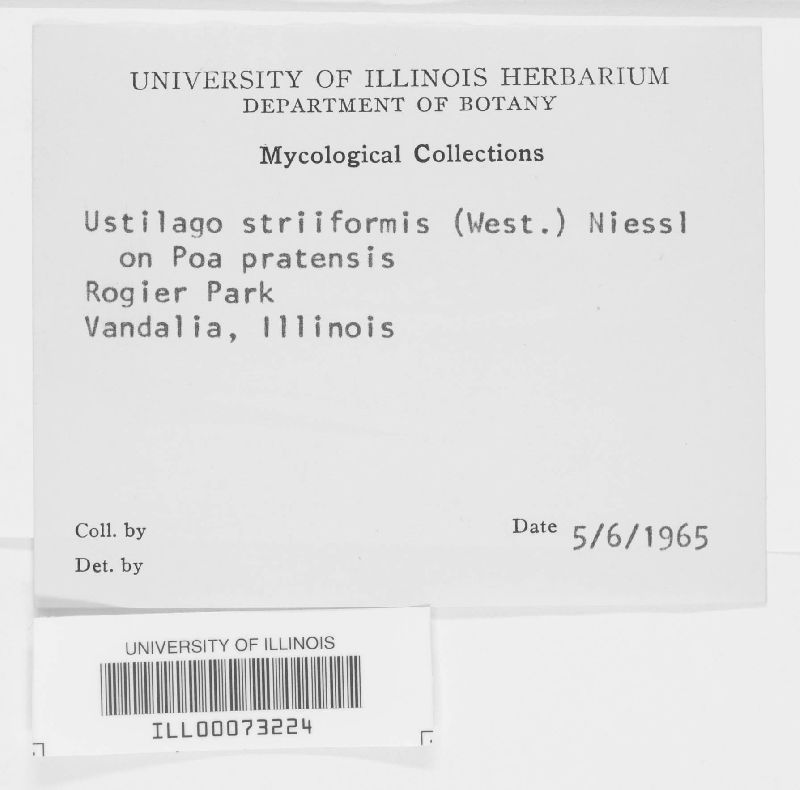 UNIVERSITY OF ILLINOIS HERBARIUM
DEPARTMENT OF BOTANY
Mycological Collections
Ustilago striiformis (West.) Niessl
on Poa pratensis
Rogier Park
Vandalia, Illinois
Coll. by
Date 5/6/1965
Det. by
UNIVERSITY OF ILLINOIS
ILL00073224